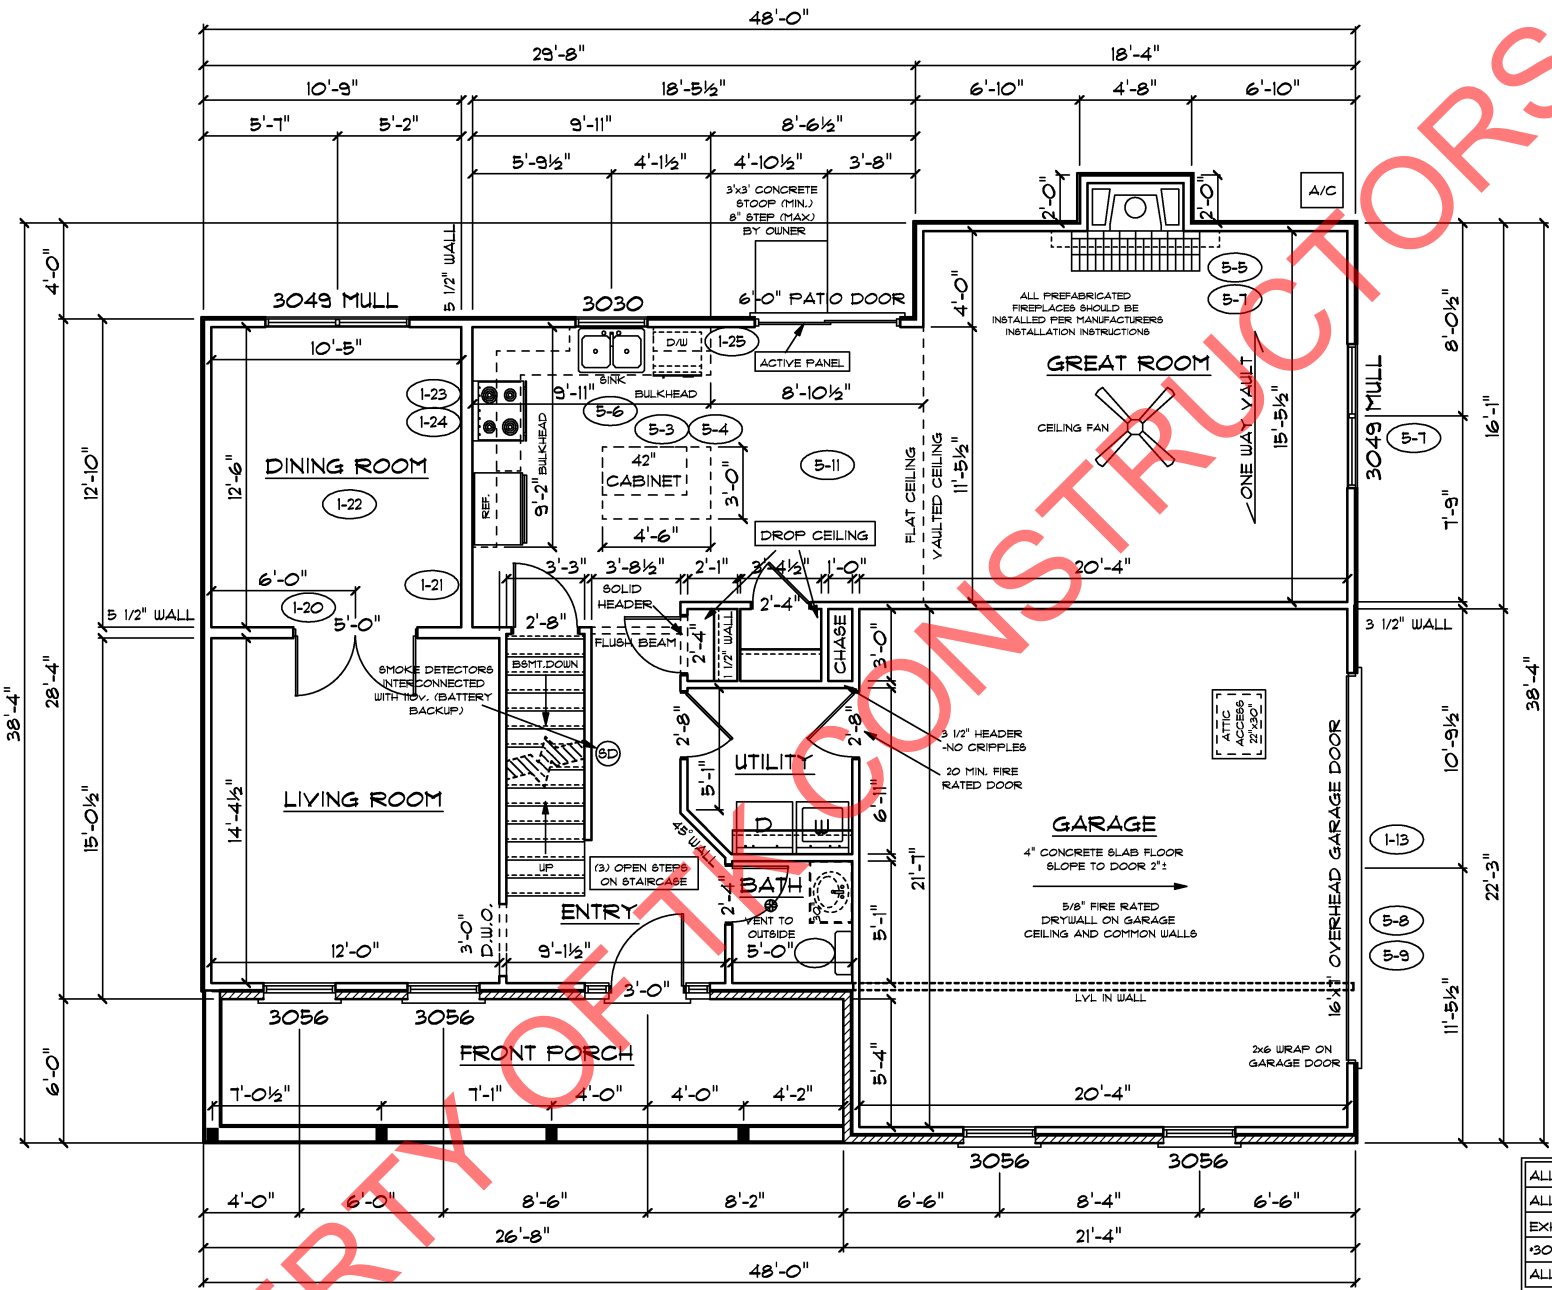 48'-0"
29'-8" 18'-4"
10'-9" 18'-5½" 6'-10" 4'-8" 6'-10"
5'-7" 5'-2" 9'-11" 8'-6½"
5'-9½" 4'-1½" 4'-10½" 3'-8"
3'x3' CONCRETE
STOOP (MIN.)
8" STEP (MAX)
BY OWNER
2'-0" 2'-0"
A/C
5 1/2" WALL
4'-0"
3049 MULL
3030
6'-0" PATIO DOOR
4'-0"
5-5
5-7
ALL PREFABRICATED
FIREPLACES SHOULD BE
INSTALLED PER MANUFACTURERS
INSTALLATION INSTRUCTIONS
8'-0½"
10'-5"
D/W
1-25
ACTIVE PANEL
GREAT ROOM
SINK
BULKHEAD
1-23
1-24
9'-11"
8'-10½"
5-6
5-3
5-4
CEILING FAN
ONE WAY VAULT
15'-5½"
3049 MULL
5-7
16'-1"
BULKHEAD
DINING ROOM
1-22
12'-10"
12'-6"
REF.
9'-2"
42"
CABINET
3'-0"
5-11
FLAT CEILING
VAULTED CEILING
11'-5½"
7'-9"
4'-6"
DROP CEILING
3'-3" 3'-8½" 2'-1" 3'-4½" 1'-0" 20'-4"
6'-0"
1-21
1-20
5 1/2" WALL
5'-0"
SOLID
HEADER
2'-8"
FLUSH BEAM
2'-4"
1 1/2" WALL
2'-4"
CHASE
3'-0"
3 1/2" WALL
38'-4"
28'-4"
SMOKE DETECTORS
INTERCONNECTED
WITH 110v. (BATTERY
BACKUP)
BSMT.DOWN
SD
2'-8"
2'-8"
3 1/2" HEADER
-NO CRIPPLES
20 MIN. FIRE
RATED DOOR
ATTIC
ACCESS
22"x30"
38'-4"
10'-9½"
UTILITY
5'-1"
LIVING ROOM
15'-0½"
14'-4½"
D W
6'-11"
GARAGE
4" CONCRETE SLAB FLOOR
SLOPE TO DOOR 2"±
1-13
45° WALL
UP
(3) OPEN STEPS
ON STAIRCASE
21'-7"
22'-3"
BATH
2'-4"
30"
VENT TO
OUTSIDE
5'-0"
5'-1"
5/8" FIRE RATED
DRYWALL ON GARAGE
CEILING AND COMMON WALLS
16'x7' OVERHEAD GARAGE DOOR
5-8
5-9
ENTRY
3'-0"
D.W.O.
12'-0" 9'-1½"
3'-0"
LVL IN WALL
11'-5½"
3056 3056
FRONT PORCH
6'-0"
5'-4"
2x6 WRAP ON
GARAGE DOOR
7'-0½" 7'-1" 4'-0" 4'-0" 4'-2" 20'-4"
3056 3056
4'-0" 6'-0" 8'-6" 8'-2" 6'-6" 8'-4" 6'-6"
26'-8" 21'-4"
48'-0"
ALL
ALL
EXH
•30
ALL
ERTY OF TK CONSTRUCTORS